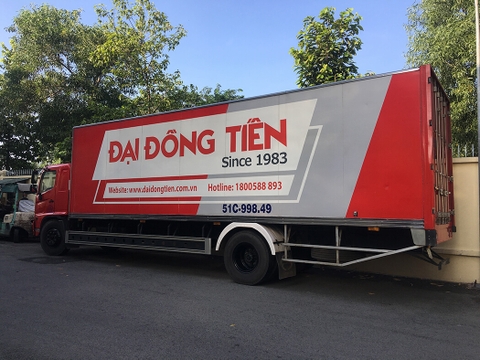 ĐẠI ĐỒNG TIẾN
Since 1983
Website: www.daidongtien.com.vn Hotline: 1800588 893
51C-998.49